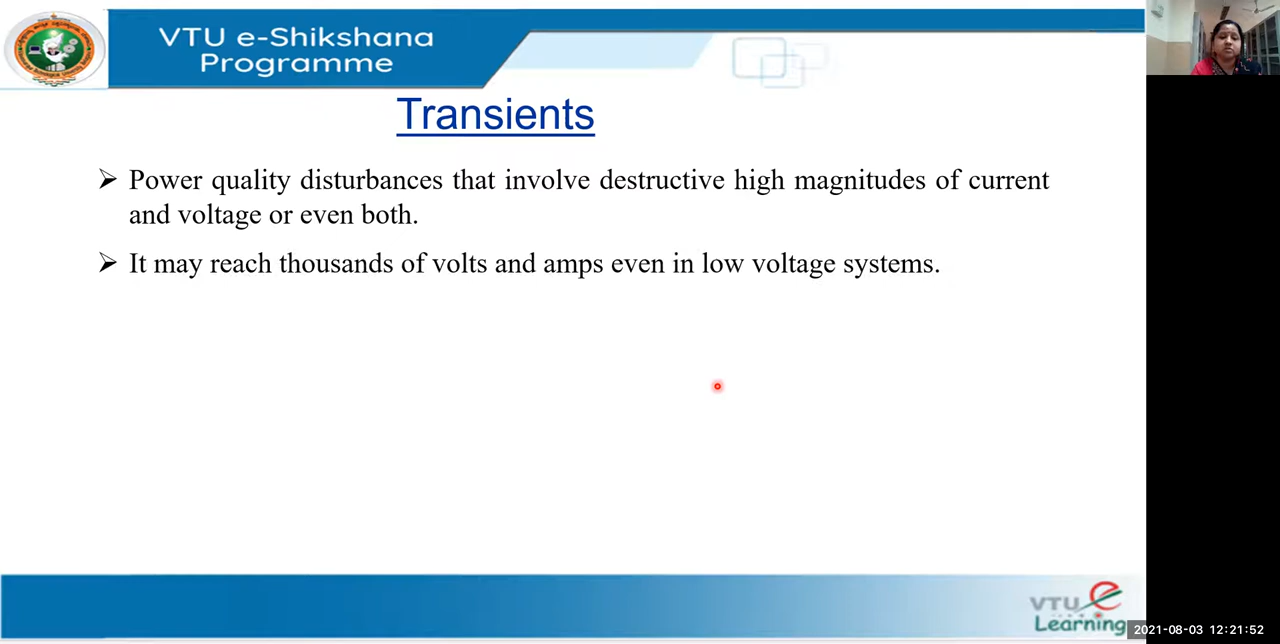 VTU e-Shikshana
Programme
Transients
➢ Power quality disturbances that involve destructive high magnitudes of current
and voltage or even both.
➢ It may reach thousands of volts and amps even in low voltage systems.
VTU e
Learning
2021-08-03 12:21:52